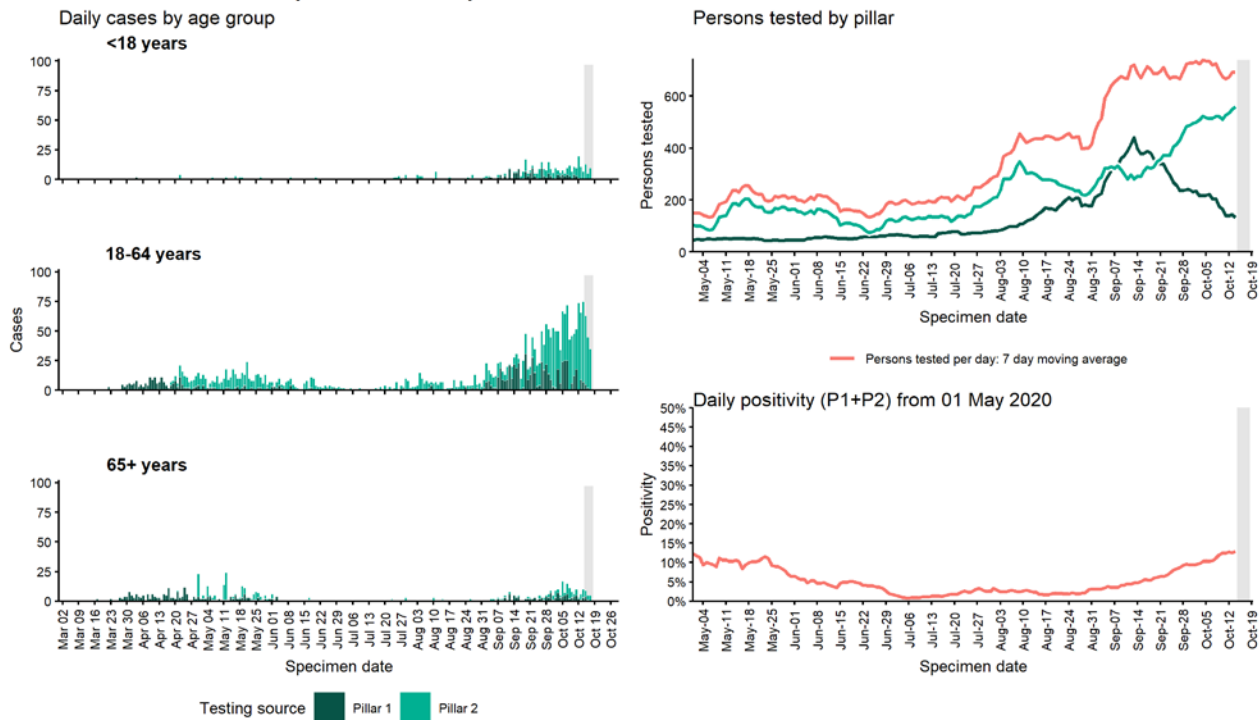 Daily cases by age group
<18 years
100
75
50
25
0
18-64 years
100
75
50
25
0
Cases
65+ years
100
75
50
25
0
Mar 02
Mar 09
Mar 16
Mar 23
Mar 30
Apr 06
Apr 13
Apr 20
Apr 27
May 04
May 11
May 18
May 25
Jun 01
Jun 08
Jun 15
Jun 22
Jun 29
Jul 06
Jul 13
Jul 20
Jul 27
Aug 03
Aug 10
Aug 17
Aug 24
Aug 31
Sep 07
Sep 14
Sep 21
Sep 28
Oct 05
Oct 12
Oct 19
Oct 26
Specimen date
Testing source Pillar 1 Pillar 2
Persons tested by pillar
600
400
200
0
Persons tested
May-04
May-11
May-18
May-25
Jun-01
Jun-08
Jun-15
Jun-22
Jun-29
Jul-06
Jul-13
Jul-20
Jul-27
Aug-03
Aug-10
Aug-17
Aug-24
Aug-31
Sep-07
Sep-14
Sep-21
Sep-28
Oct-05
Oct-12
Oct-19
Specimen date
Persons tested per day: 7 day moving average
Daily positivity (P1+P2) from 01 May 2020
50%
45%
40%
35%
30%
25%
20%
15%
10%
5%
0%
Positivity
May-04
May-11
May-18
May-25
Jun-01
Jun-08
Jun-15
Jun-22
Jun-29
Jul-06
Jul-13
Jul-20
Jul-27
Aug-03
Aug-10
Aug-17
Aug-24
Aug-31
Sep-07
Sep-14
Sep-21
Sep-28
Oct-05
Oct-12
Oct-19
Specimen date